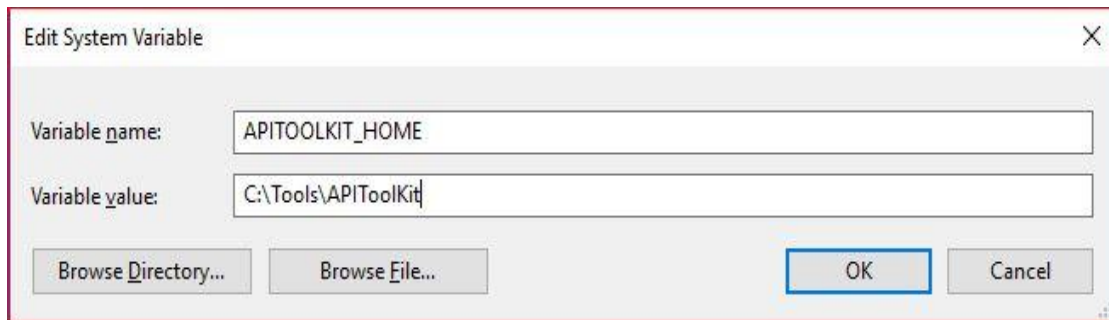 Edit System Variable
Variable name: APITOOLKIT_HOME
Variable value: C:\Tools\APIToolKit
Browse Directory... Browse File... OK Cancel